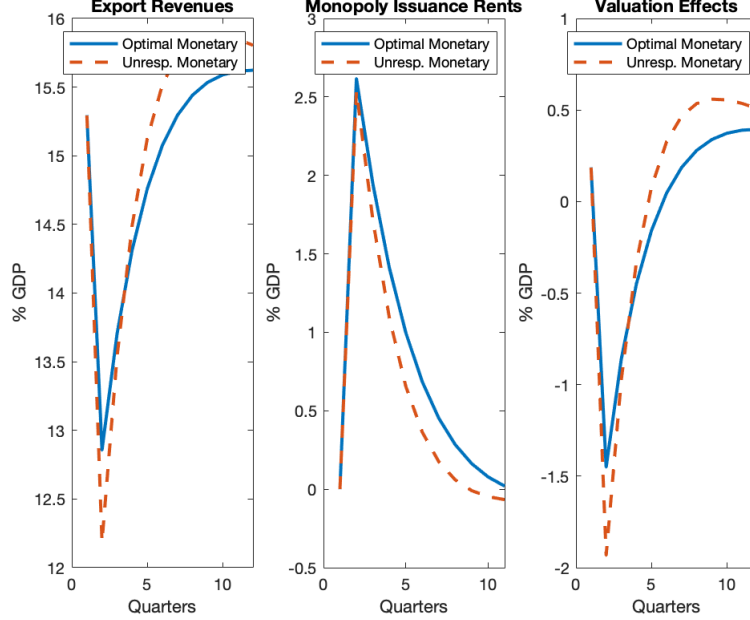 Export Revenues
Optimal Monetary
Unresp. Monetary
16
15.5
15
14.5
14
13.5
13
12.5
12
% GDP
0
5
10
Quarters
Monopoly Issuance Rents
Optimal Monetary
Unresp. Monetary
3
2.5
2
1.5
1
0.5
0
-0.5
% GDP
0
5
10
Quarters
Valuation Effects
Optimal Monetary
Unresp. Monetary
1
0.5
0
-0.5
-1
-1.5
-2
% GDP
0
5
10
Quarters